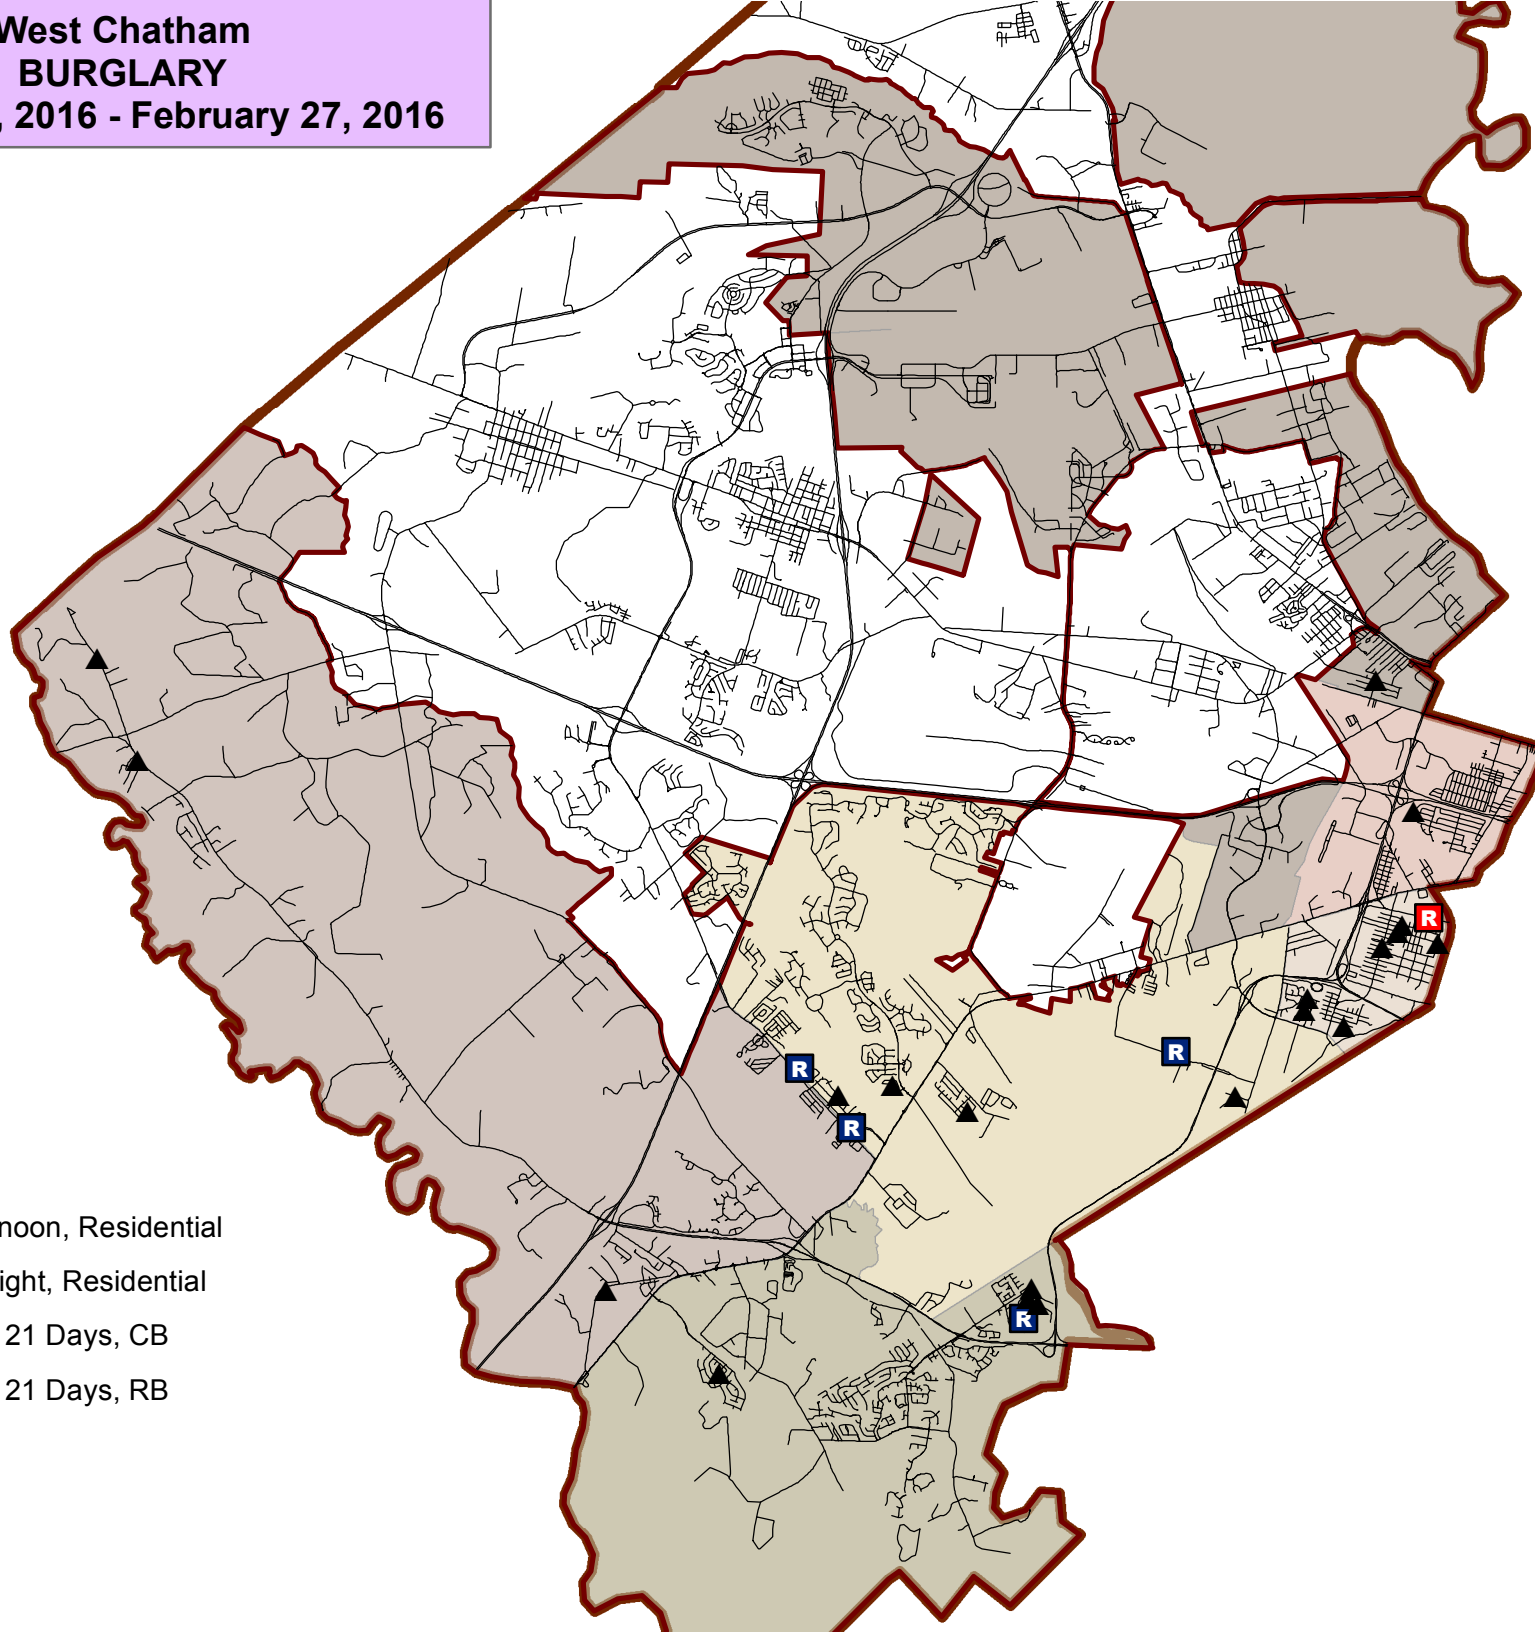 West Chatham
BURGLARY
, 2016 - February 27, 2016
R
R
R
R
R
noon, Residential
ight, Residential
21 Days, CB
21 Days, RB